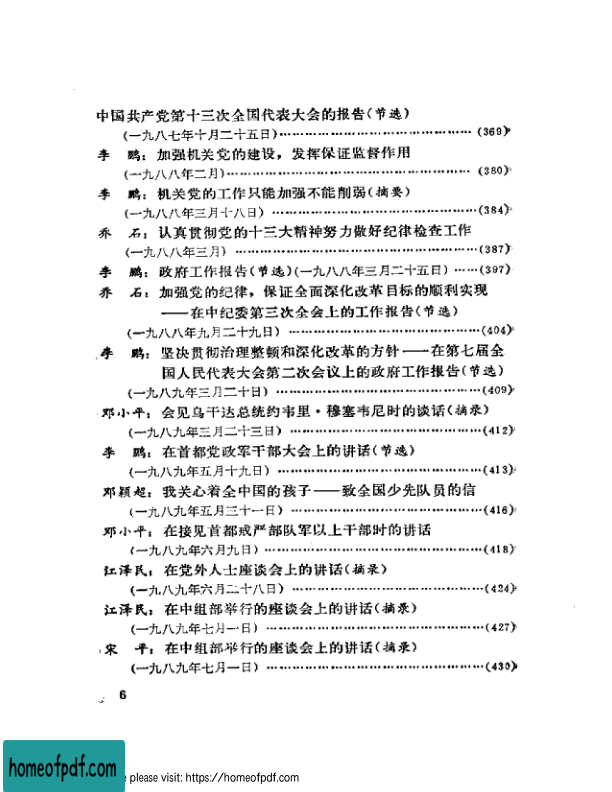 中国共产党第十三次全国代表大会的报告(节选)
(一九八七年十月二十五日)……………………………(369)
李　鹏：加强机关党的建设，发挥保证监督作用
(一九八八年二月)……………………………………(380)
李　鹏：机关党的工作只能加强不能削弱(摘要)
(一九八八年三月十八日)……………………………(384)
乔　石：认真贯彻党的十三大精神努力做好纪律检查工作
(一九八八年三月)……………………………………(387)
李　鹏：政府工作报告(节选)(一九八八年三月二十五日)……(397)
乔　石：加强党的纪律，保证全面深化改革目标的顺利实现
——在中纪委第三次全会上的工作报告(节选)
(一九八八年九月二十九日)……………………………(404)
李　鹏：坚决贯彻治理整顿和深化改革的方针——在第七届全
国人民代表大会第二次会议上的政府工作报告(节选)
(一九八九年三月二十日)……………………………(409)
邓小平：会见乌干达总统约韦里·穆塞韦尼时的谈话(摘录)
(一九八九年三月二十三日)……………………………(412)
李　鹏：在首都党政军干部大会上的讲话(节选)
(一九八九年五月十九日)……………………………(413)
邓颖超：我关心着全中国的孩子——致全国少先队员的信
(一九八九年五月三十一日)……………………………(416)
邓小平：在接见首都戒严部队军以上干部时的讲话
(一九八九年六月九日)………………………………(418)
江泽民：在党外人士座谈会上的讲话(摘录)
(一九八九年六月二十八日)……………………………(424)
江泽民：在中组部举行的座谈会上的讲话(摘录)
(一九八九年七月一日)………………………………(427)
宋　平：在中组部举行的座谈会上的讲话(摘录)
(一九八九年七月一日)………………………………(430)
6
homeofpdf.com
e please visit: https://homeofpdf.com